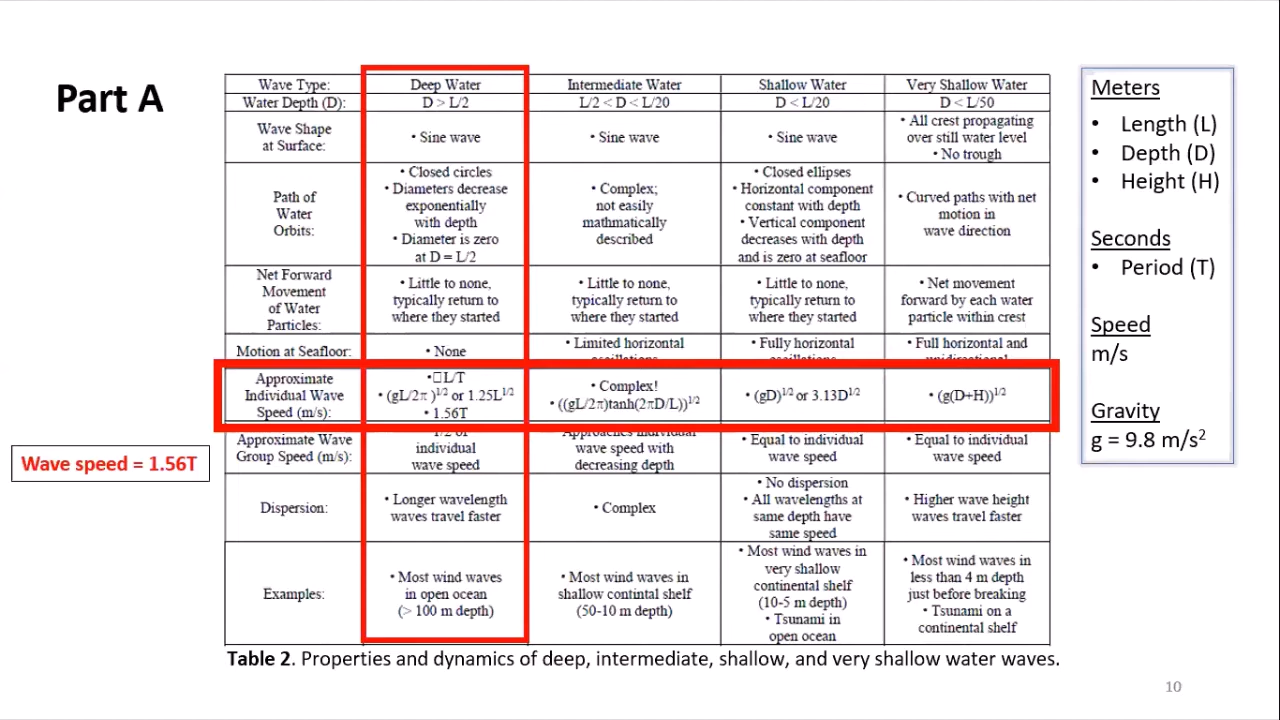 Part A
Wave Type:
Deep Water
Intermediate Water
Shallow Water
Very Shallow Water
Water Depth (D):
D > L/2
L/2 < D < L/20
D < L/20
D < L/50
Wave Shape
at Surface:
• Sine wave
• Sine wave
• Sine wave
• All crest propagating
over still water level
• No trough
Path of
Water
Orbits:
• Closed circles
• Diameters decrease
exponentially
with depth
• Diameter is zero
at D = L/2
• Complex;
not easily
mathmatically
described
• Closed ellipses
• Horizontal component
constant with depth
• Vertical component
decreases with depth
and is zero at seafloor
• Curved paths with net
motion in
wave direction
Net Forward
Movement
of Water
Particles:
• Little to none,
typically return to
where they started
• Little to none,
typically return to
where they started
• Little to none,
typically return to
where they started
• Net movement
forward by each water
particle within crest
Motion at Seafloor:
• None
• Limited horizontal
oscillations
• Fully horizontal
oscillations
• Full horizontal and
unidirectional
Approximate
Individual Wave
Speed (m/s):
•□L/T
• (gL/2π )^1/2 or 1.25L^1/2
• 1.56T
• Complex!
• ((gL/2π)tanh(2πD/L))^1/2
• (gD)^1/2 or 3.13D^1/2
• (g(D+H))^1/2
Approximate Wave
Group Speed (m/s):
1/2 of
individual
wave speed
Approaches individual
wave speed with
decreasing depth
• Equal to individual
wave speed
• Equal to individual
wave speed
Dispersion:
• Longer wavelength
waves travel faster
• Complex
• No dispersion
• All wavelengths at
same depth have
same speed
• Higher wave height
waves travel faster
Examples:
• Most wind waves
in open ocean
(> 100 m depth)
• Most wind waves in
shallow contintal shelf
(50-10 m depth)
• Most wind waves in
very shallow
continental shelf
(10-5 m depth)
• Tsunami in
open ocean
• Most wind waves in
less than 4 m depth
just before breaking
• Tsunami on a
continental shelf
Table 2. Properties and dynamics of deep, intermediate, shallow, and very shallow water waves.
Wave speed = 1.56T
Meters
• Length (L)
• Depth (D)
• Height (H)
Seconds
• Period (T)
Speed
m/s
Gravity
g = 9.8 m/s²
10